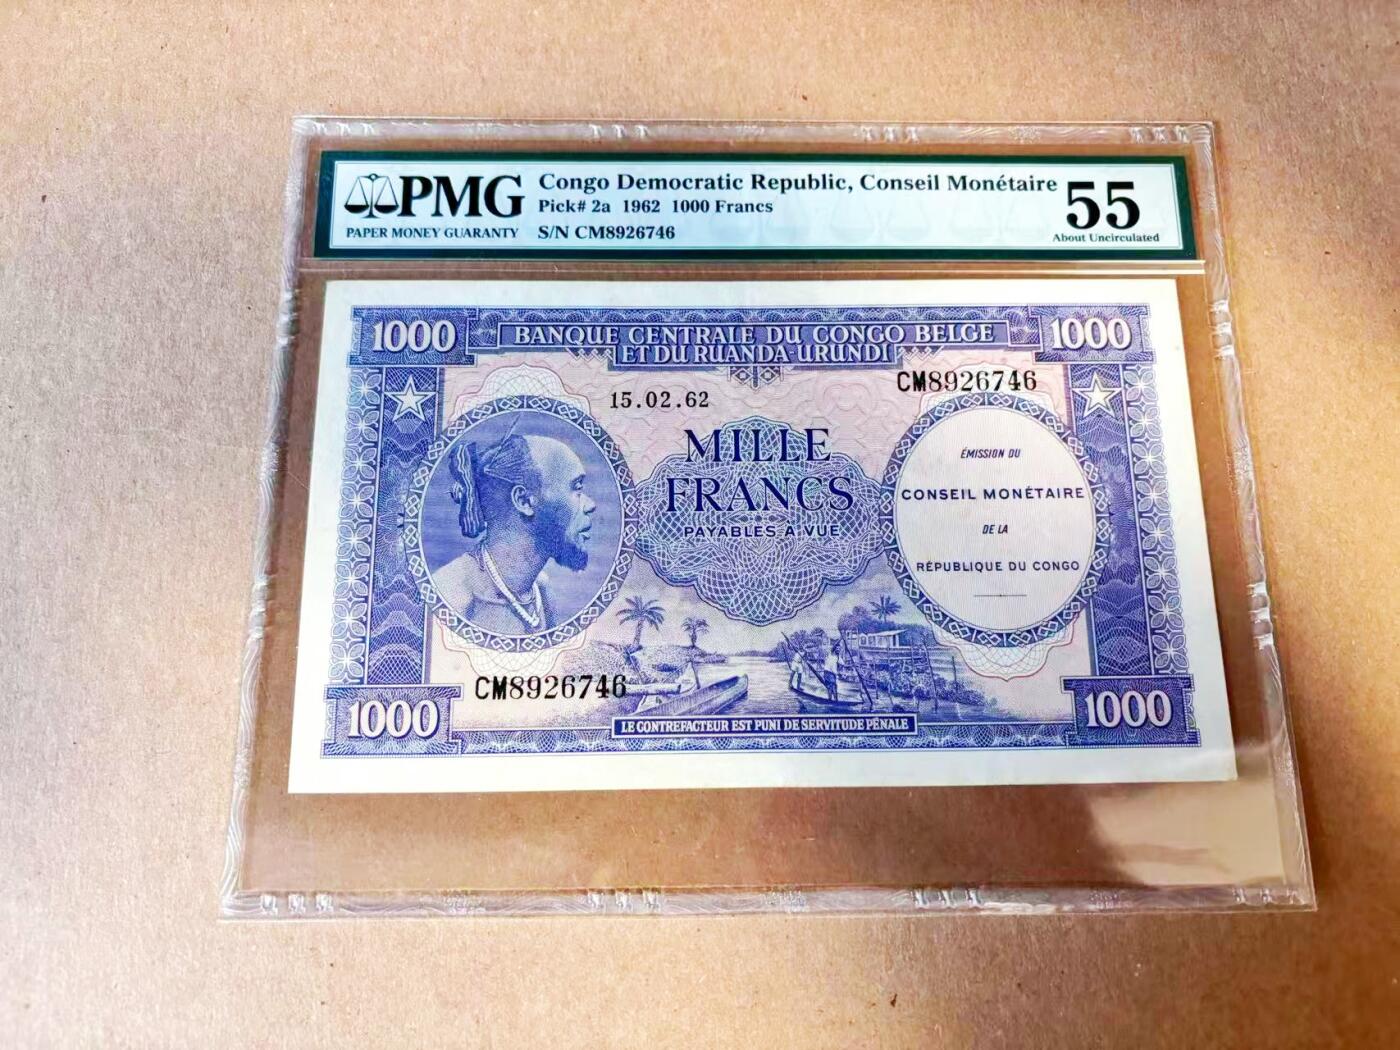 PMG
PAPER MONEY GUARANTY
Congo Democratic Republic, Conseil Monétaire
Pick# 2a 1962 1000 Francs
S/N CM8926746
55
About Uncirculated
1000
BANQUE CENTRALE DU CONGO BELGE
ET DU RUANDA-URUNDI
1000
15.02.62
CM8926746
MILLE
FRANCS
PAYABLES A VUE
ÉMISSION DU
CONSEIL MONÉTAIRE
DE LA
RÉPUBLIQUE DU CONGO
CM8926746
1000
LE CONTREFACTEUR EST PUNI DE SERVITUDE PÉNALE
1000